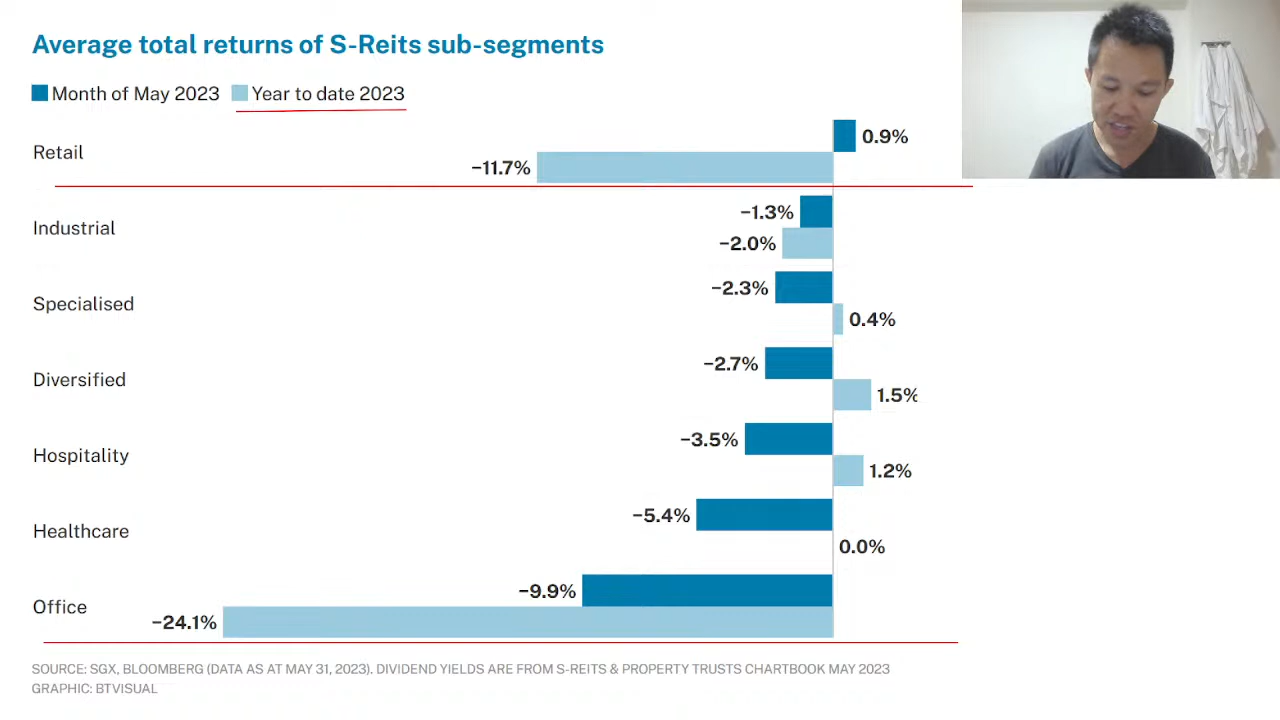 Average total returns of S-Reits sub-segments
Month of May 2023 Year to date 2023
Retail
0.9%
−11.7%
Industrial
−1.3%
−2.0%
Specialised
−2.3%
0.4%
Diversified
−2.7%
1.5%
Hospitality
−3.5%
1.2%
Healthcare
−5.4%
0.0%
Office
−9.9%
−24.1%
SOURCE: SGX, BLOOMBERG (DATA AS AT MAY 31, 2023). DIVIDEND YIELDS ARE FROM S-REITS & PROPERTY TRUSTS CHARTBOOK MAY 2023
GRAPHIC: BTVISUAL